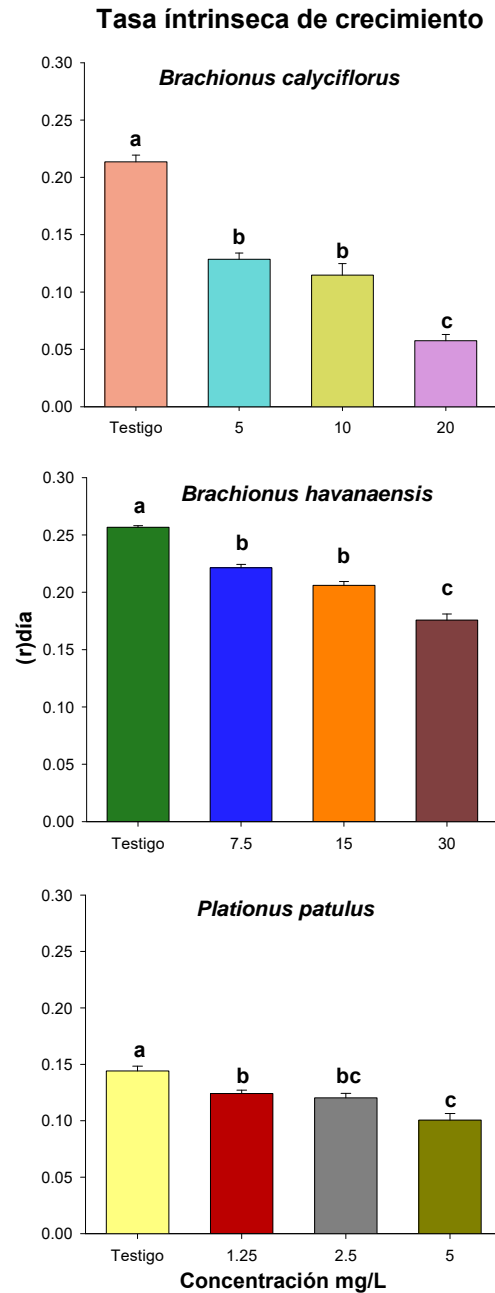 Tasa íntrinseca de crecimiento
Brachionus calyciflorus
0.30
0.25
0.20
0.15
0.10
0.05
0.00
a
b
b
c
Testigo 5 10 20
Brachionus havanaensis
0.30
0.25
0.20
0.15
0.10
0.05
0.00
(r)día
a
b
b
c
Testigo 7.5 15 30
Plationus patulus
0.30
0.25
0.20
0.15
0.10
0.05
0.00
a
b
bc
c
Testigo 1.25 2.5 5
Concentración mg/L